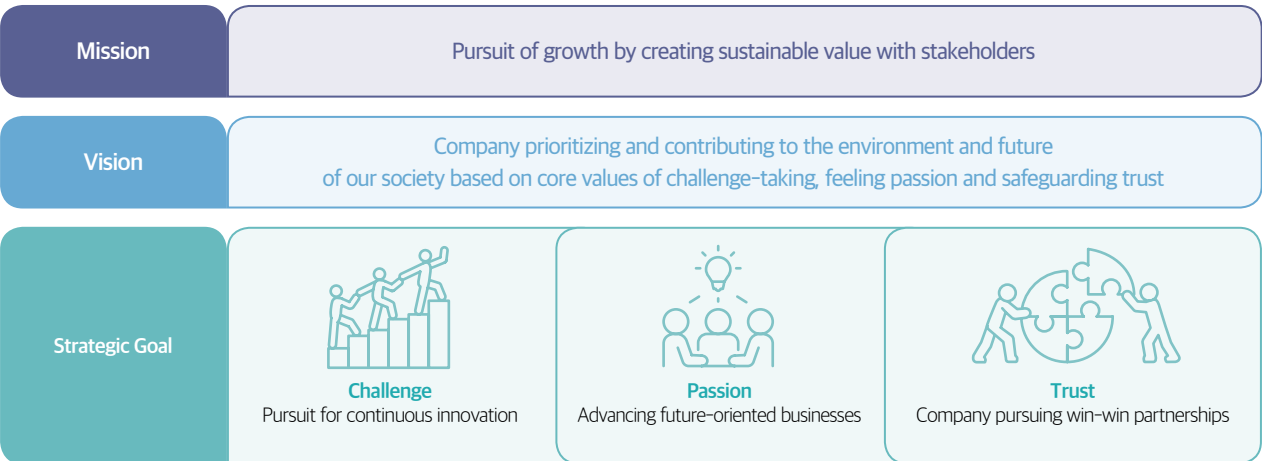 Mission
Pursuit of growth by creating sustainable value with stakeholders
Vision
Company prioritizing and contributing to the environment and future
of our society based on core values of challenge-taking, feeling passion and safeguarding trust
Strategic Goal
Challenge
Pursuit for continuous innovation
Passion
Advancing future-oriented businesses
Trust
Company pursuing win-win partnerships